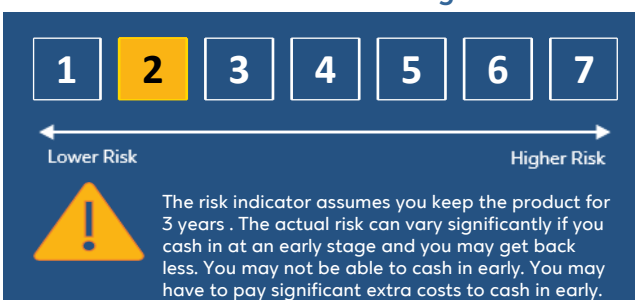 1 2 3 4 5 6 7
Lower Risk Higher Risk
The risk indicator assumes you keep the product for
3 years . The actual risk can vary significantly if you
cash in at an early stage and you may get back
less. You may not be able to cash in early. You may
have to pay significant extra costs to cash in early.